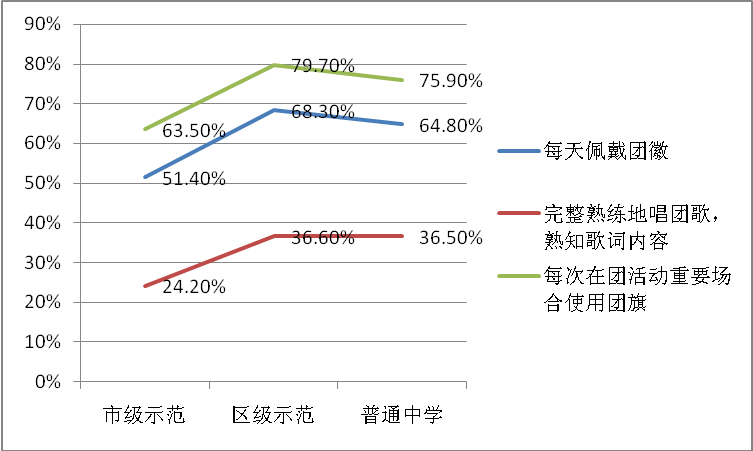 90%
80%
70%
60%
50%
40%
30%
20%
10%
0%
79.70%
75.90%
63.50%
68.30%
64.80%
51.40%
36.60%
36.50%
24.20%
市级示范
区级示范
普通中学
每天佩戴团徽
完整熟练地唱团歌，
熟知歌词内容
每次在团活动重要场
合使用团旗